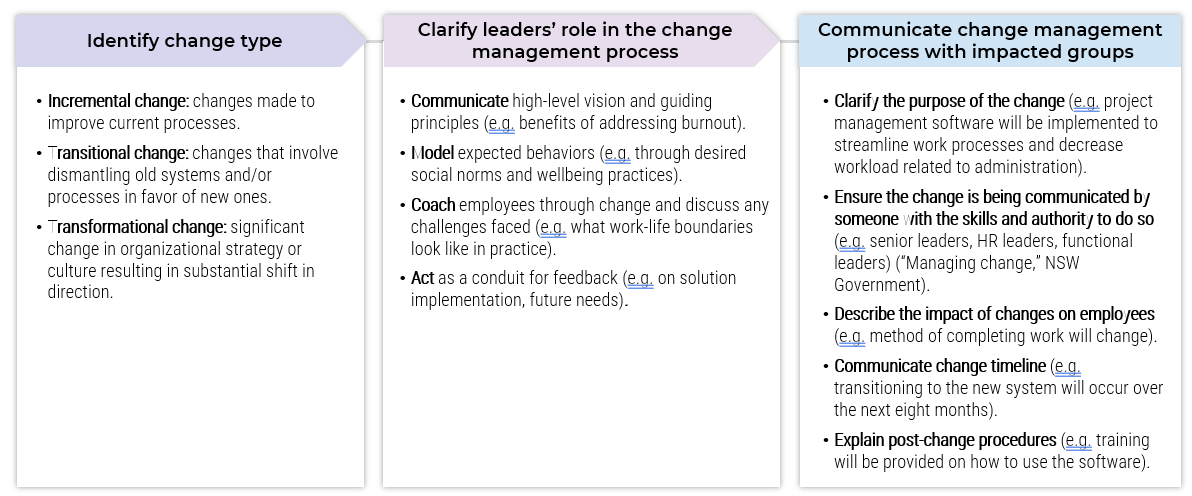 Identify change type
• Incremental change: changes made to
improve current processes.
• Transitional change: changes that involve
dismantling old systems and/or
processes in favor of new ones.
• Transformational change: significant
change in organizational strategy or
culture resulting in substantial shift in
direction.
Clarify leaders’ role in the change
management process
• Communicate high-level vision and guiding
principles (e.g. benefits of addressing burnout).
• Model expected behaviors (e.g. through desired
social norms and wellbeing practices).
• Coach employees through change and discuss any
challenges faced (e.g. what work-life boundaries
look like in practice).
• Act as a conduit for feedback (e.g. on solution
implementation, future needs).
Communicate change management
process with impacted groups
• Clarify the purpose of the change (e.g. project
management software will be implemented to
streamline work processes and decrease
workload related to administration).
• Ensure the change is being communicated by
someone with the skills and authority to do so
(e.g. senior leaders, HR leaders, functional
leaders) (“Managing change,” NSW
Government).
• Describe the impact of changes on employees
(e.g. method of completing work will change).
• Communicate change timeline (e.g.
transitioning to the new system will occur over
the next eight months).
• Explain post-change procedures (e.g. training
will be provided on how to use the software).